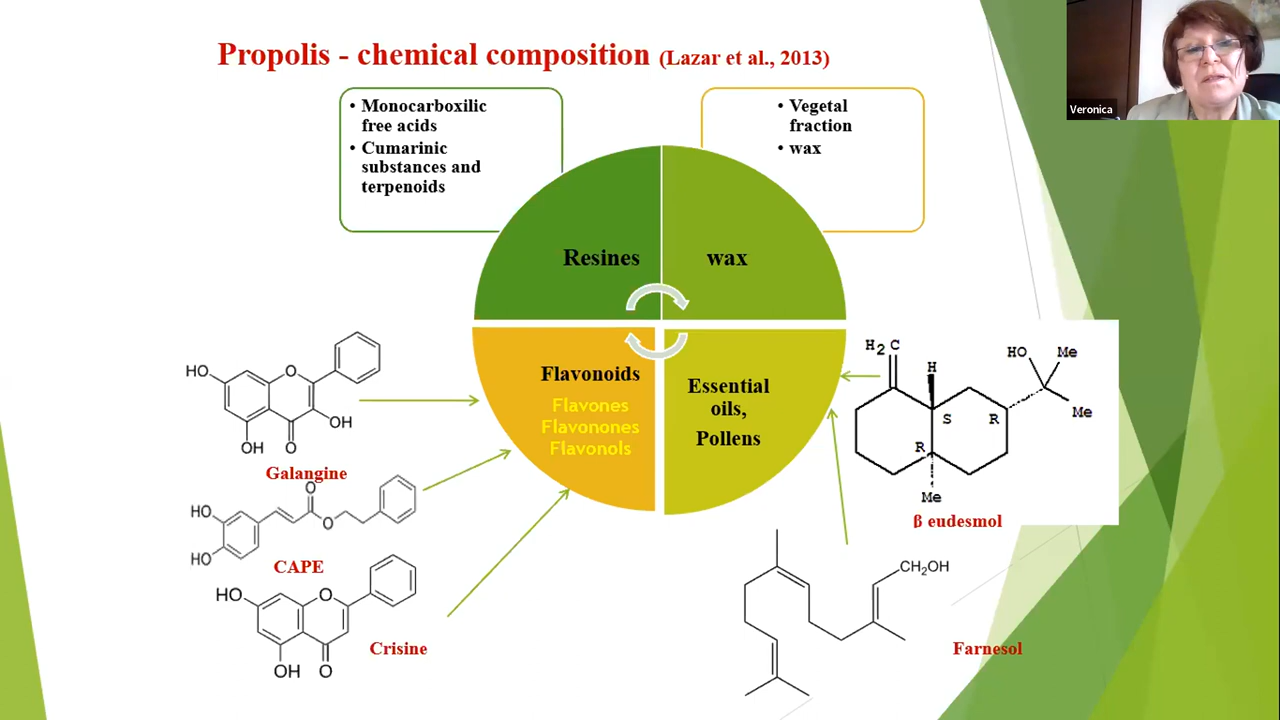 Propolis - chemical composition (Lazar et al., 2013)
Veronica
• Monocarboxilic
free acids
• Cumarinic
substances and
terpenoids
• Vegetal
fraction
• wax
Resines
wax
Flavonoids
Flavones
Flavonones
Flavonols
Essential
oils,
Pollens
HO
O
OH
OH
O
Galangine
HO
HO
O
O
CAPE
HO
O
OH
O
Crisine
H2C
H
HO
Me
Me
S
R
R
Me
ß eudesmol
CH2OH
Farnesol